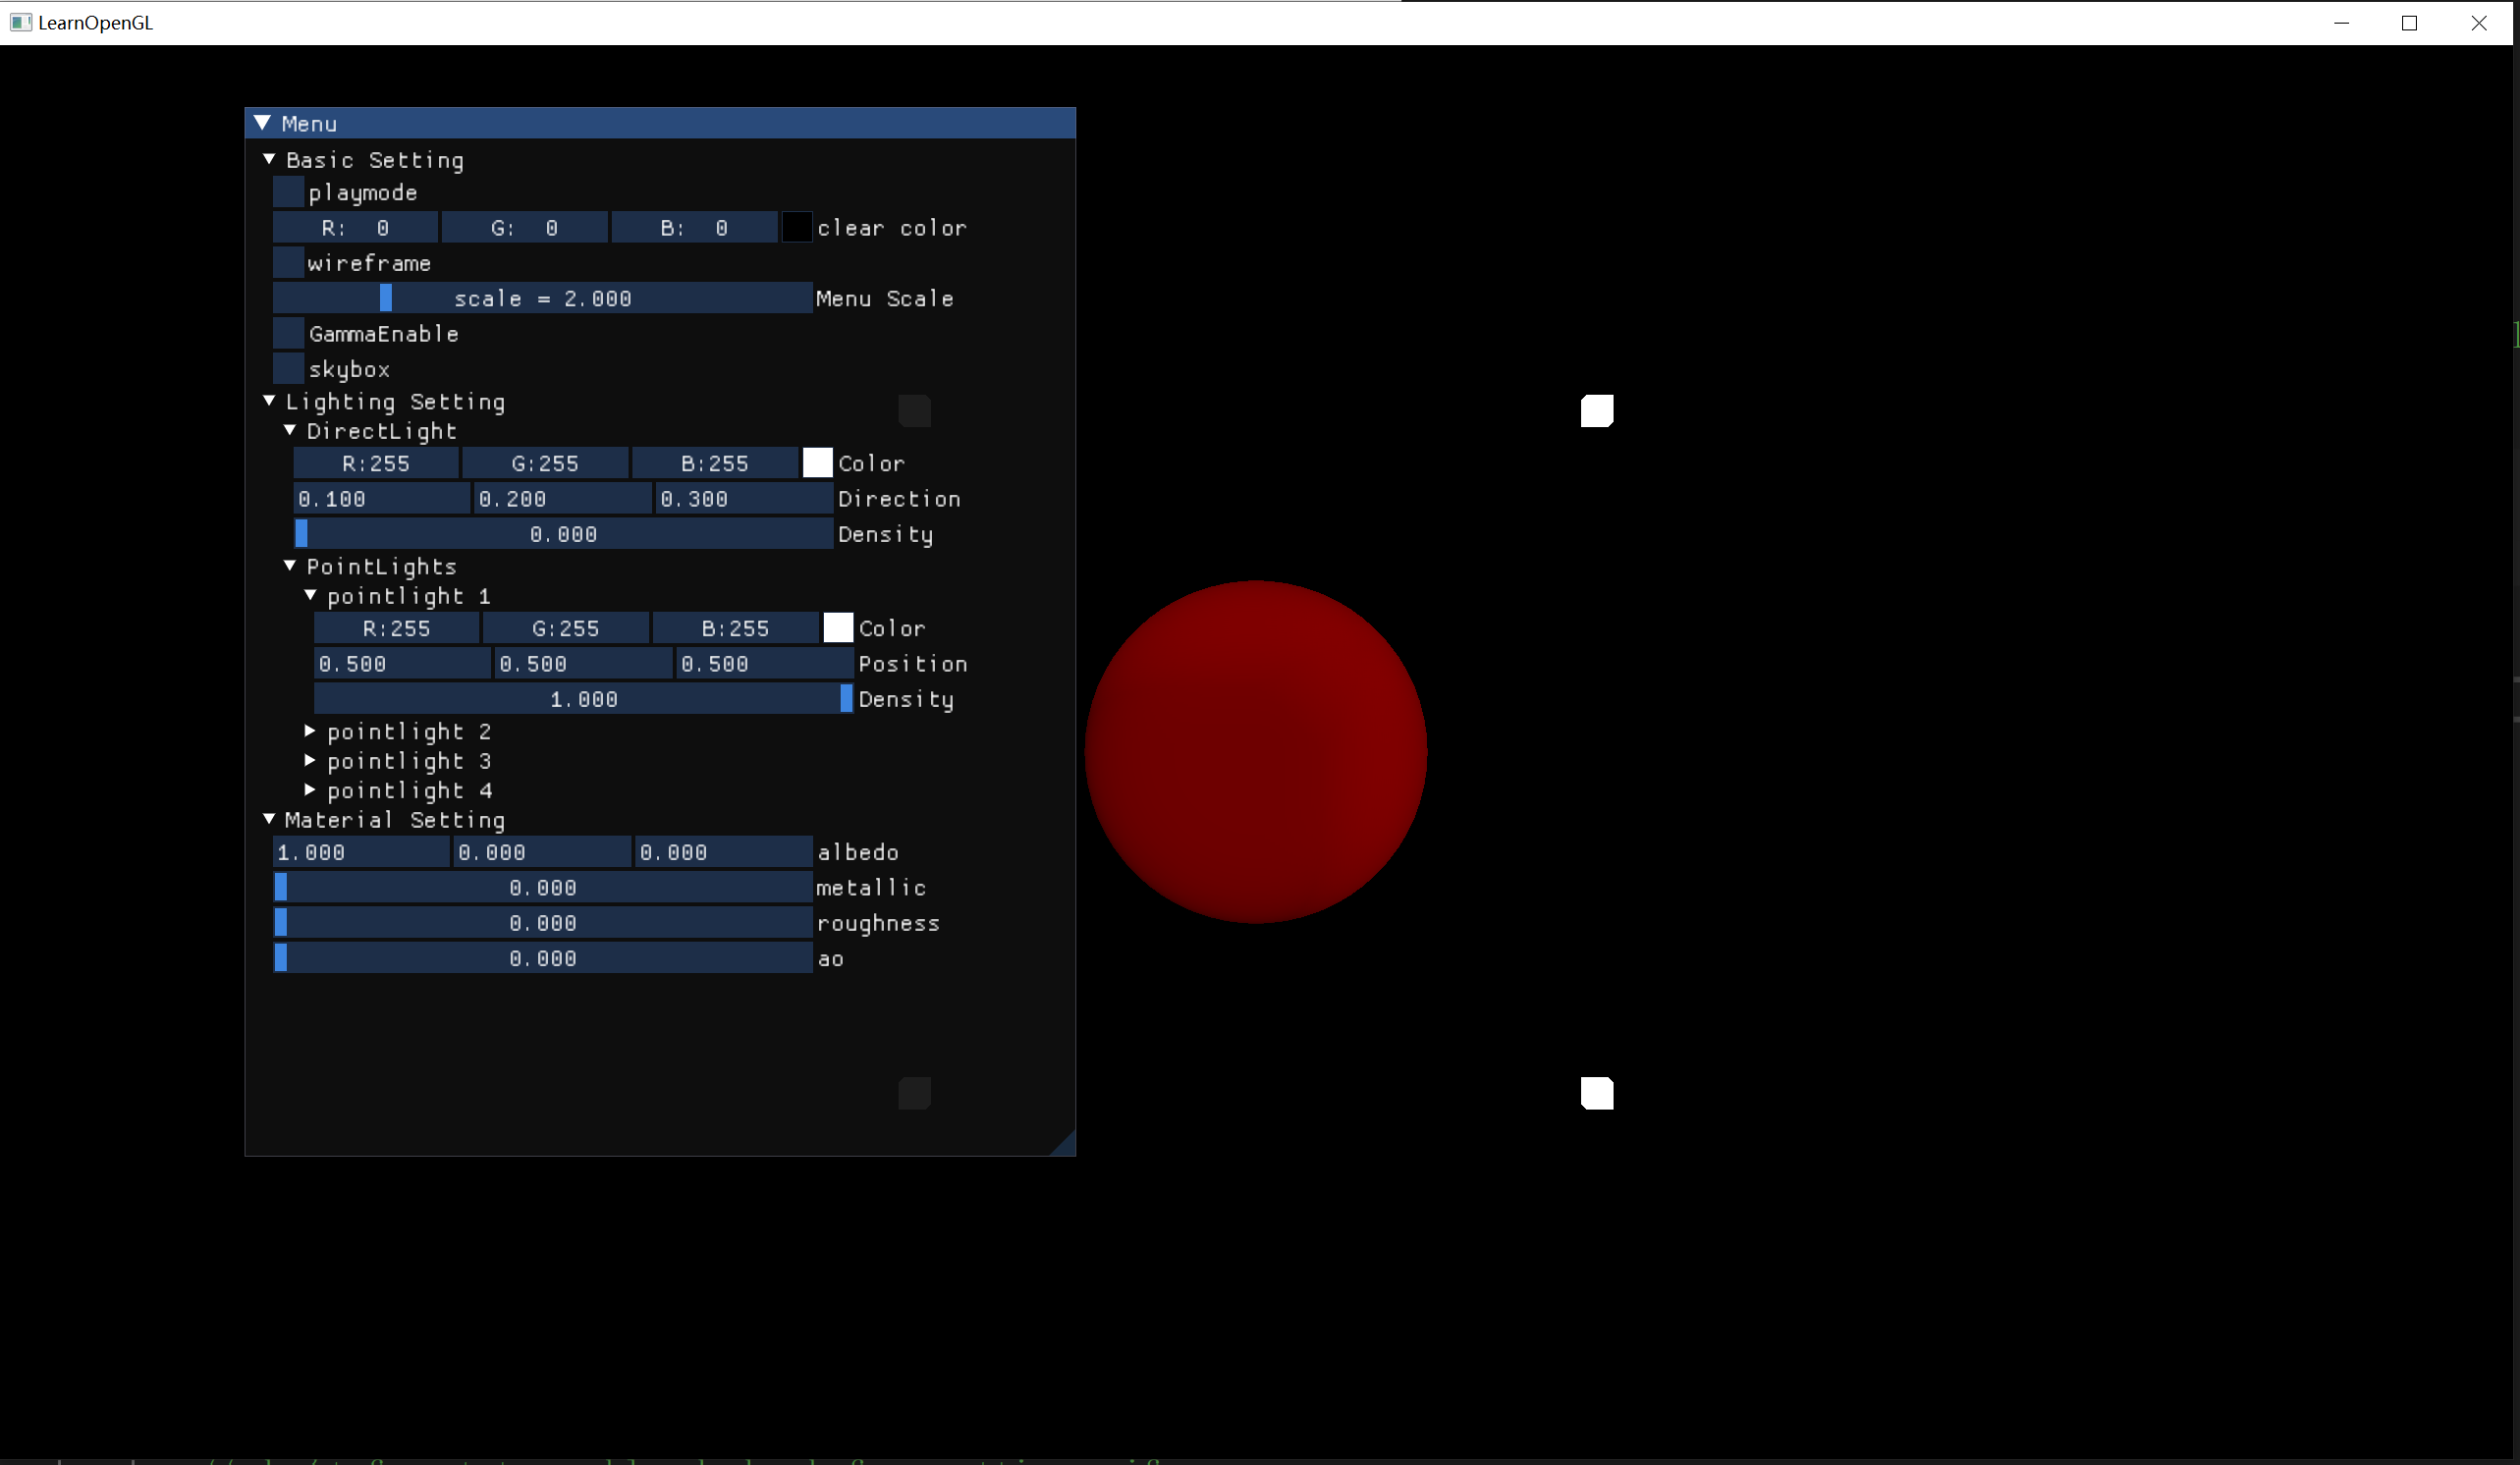 LearnOpenGL
Menu
Basic Setting
playmode
R: 0 G: 0 B: 0 clear color
wireframe
scale = 2.000 Menu Scale
GammaEnable
skybox
Lighting Setting
DirectLight
R:255 G:255 B:255 Color
0.100 0.200 0.300 Direction
0.000 Density
PointLights
pointlight 1
R:255 G:255 B:255 Color
0.500 0.500 0.500 Position
1.000 Density
pointlight 2
pointlight 3
pointlight 4
Material Setting
1.000 0.000 0.000 albedo
0.000 metallic
0.000 roughness
0.000 ao